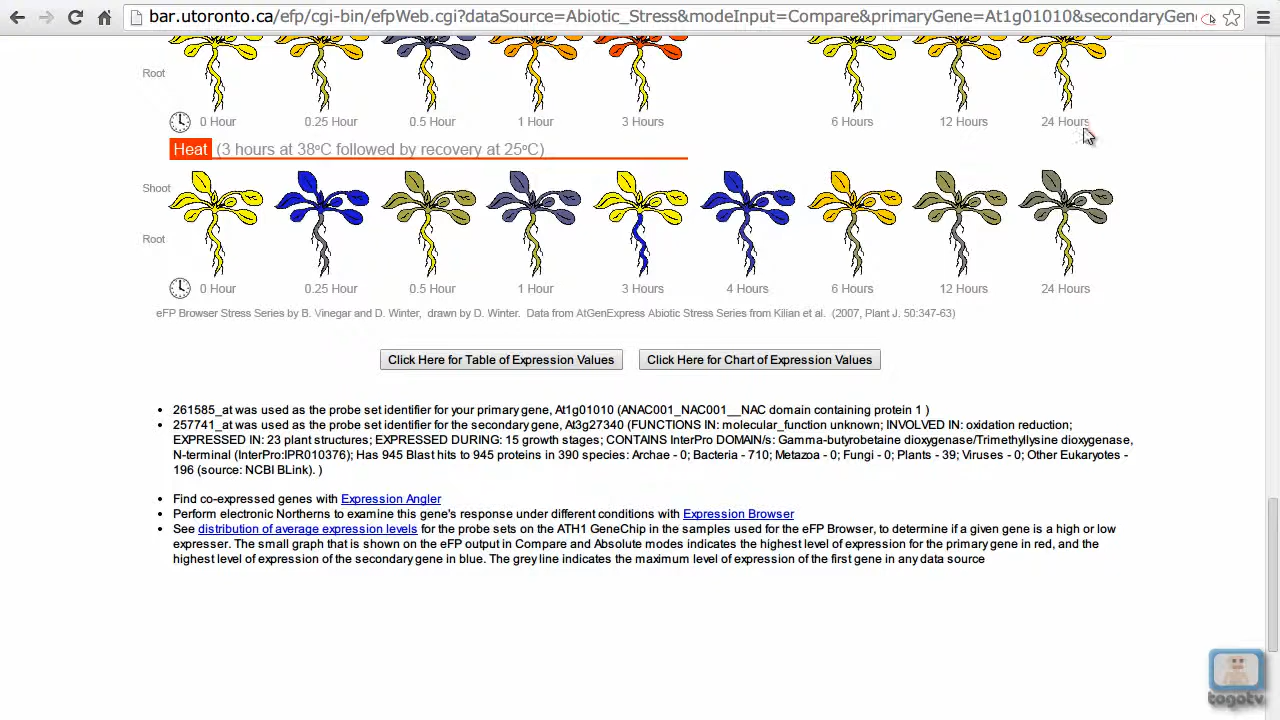 bar.utoronto.ca/efp/cgi-bin/efpWeb.cgi?dataSource=Abiotic_Stress&modeInput=Compare&primaryGene=At1g01010&secondaryGen
Root
0 Hour 0.25 Hour 0.5 Hour 1 Hour 3 Hours 6 Hours 12 Hours 24 Hours
Heat (3 hours at 38ºC followed by recovery at 25ºC)
Shoot
Root
0 Hour 0.25 Hour 0.5 Hour 1 Hour 3 Hours 4 Hours 6 Hours 12 Hours 24 Hours
eFP Browser Stress Series by B. Vinegar and D. Winter, drawn by D. Winter. Data from AtGenExpress Abiotic Stress Series from Kilian et al. (2007, Plant J. 50:347-63)
Click Here for Table of Expression Values Click Here for Chart of Expression Values
• 261585_at was used as the probe set identifier for your primary gene, At1g01010 (ANAC001_NAC001__NAC domain containing protein 1 )
• 257741_at was used as the probe set identifier for the secondary gene, At3g27340 (FUNCTIONS IN: molecular_function unknown; INVOLVED IN: oxidation reduction;
EXPRESSED IN: 23 plant structures; EXPRESSED DURING: 15 growth stages; CONTAINS InterPro DOMAIN/s: Gamma-butyrobetaine dioxygenase/Trimethyllysine dioxygenase,
N-terminal (InterPro:IPR010376); Has 945 Blast hits to 945 proteins in 390 species: Archae - 0; Bacteria - 710; Metazoa - 0; Fungi - 0; Plants - 39; Viruses - 0; Other Eukaryotes -
196 (source: NCBI BLink). )
• Find co-expressed genes with Expression Angler
• Perform electronic Northerns to examine this gene's response under different conditions with Expression Browser
• See distribution of average expression levels for the probe sets on the ATH1 GeneChip in the samples used for the eFP Browser, to determine if a given gene is a high or low
expresser. The small graph that is shown on the eFP output in Compare and Absolute modes indicates the highest level of expression for the primary gene in red, and the
highest level of expression of the secondary gene in blue. The grey line indicates the maximum level of expression of the first gene in any data source
togotv